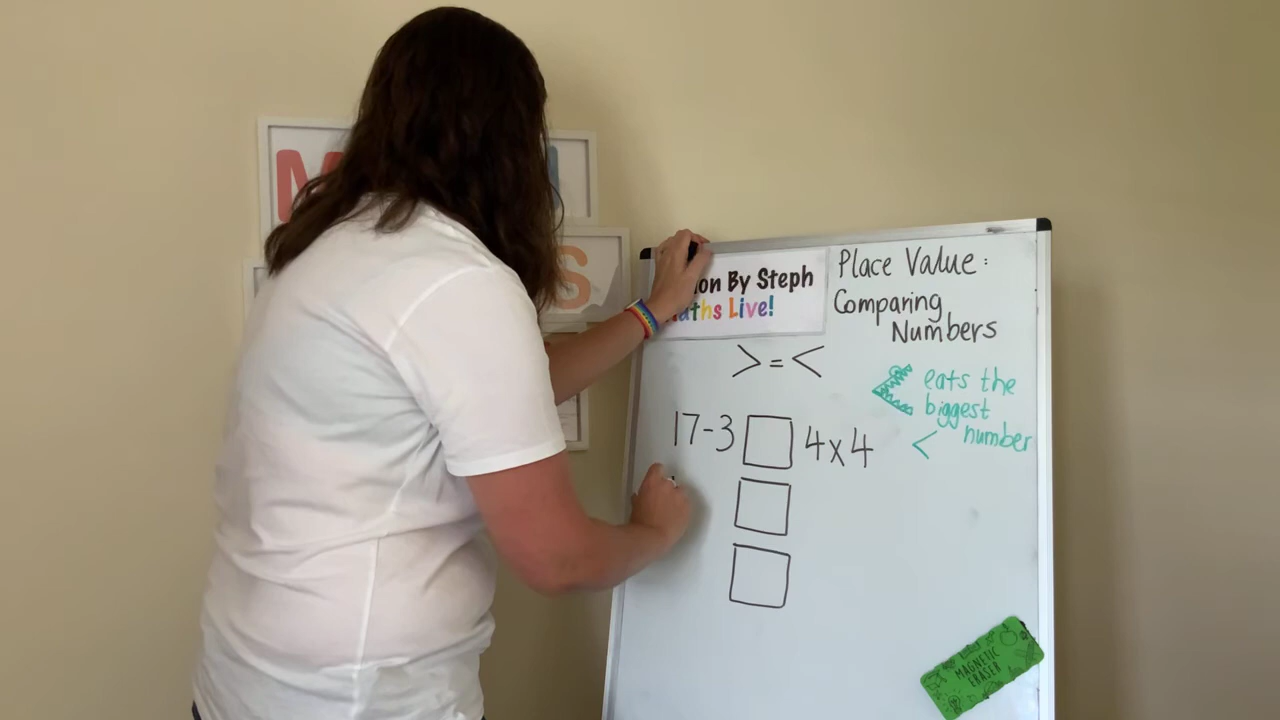 M
S
on By Steph
aths Live!
Place Value:
Comparing
Numbers
> = <
eats the
biggest
number
<
17-3 □ 4x4
□
□
MAGNETIC
ERASER